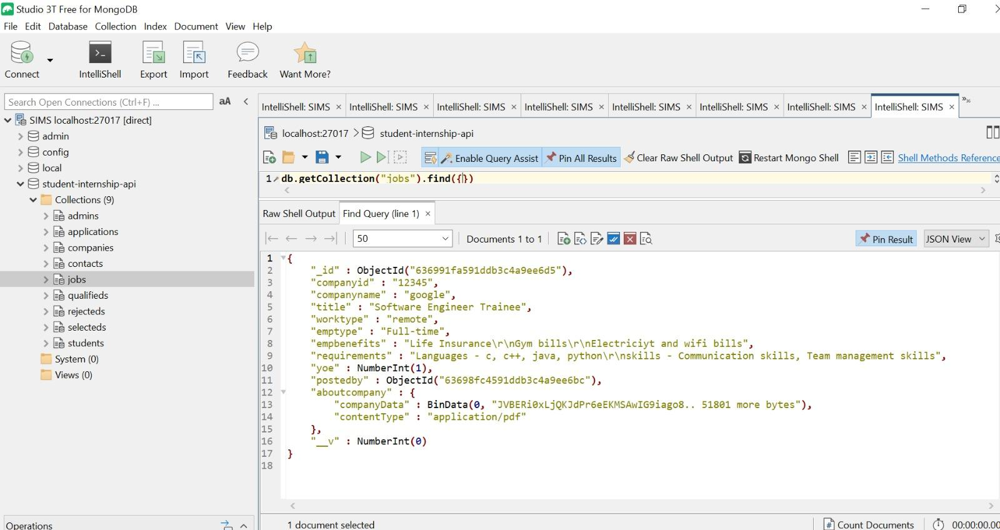 Studio 3T Free for MongoDB
File Edit Database Collection Index Document View Help
Connect IntelliShell Export Import Feedback Want More?
Search Open Connections (Ctrl+F) ... aA
SIMS localhost:27017 [direct]
admin
config
local
student-internship-api
Collections (9)
admins
applications
companies
contacts
jobs
qualifieds
rejecteds
selecteds
students
System (0)
Views (0)
Operations
IntelliShell: SIMS IntelliShell: SIMS IntelliShell: SIMS IntelliShell: SIMS IntelliShell: SIMS IntelliShell: SIMS IntelliShell: SIMS IntelliShell: SIMS
localhost:27017 > student-internship-api
Enable Query Assist Pin All Results Clear Raw Shell Output Restart Mongo Shell Shell Methods Reference
1 db.getCollection("jobs").find({})
Raw Shell Output Find Query (line 1)
50 Documents 1 to 1 Pin Result JSON View
1 {
2 "_id" : ObjectId("636991fa591ddb3c4a9ee6d5"),
3 "companyid" : "12345",
4 "companyname" : "google",
5 "title" : "Software Engineer Trainee",
6 "worktype" : "remote",
7 "emptype" : "Full-time",
8 "empbenefits" : "Life Insurance\r\nGym bills\r\nElectriciyt and wifi bills",
9 "requirements" : "Languages - c, c++, java, python\r\nskills - Communication skills, Team management skills",
10 "yoe" : NumberInt(1),
11 "postedby" : ObjectId("63698fc4591ddb3c4a9ee6bc"),
12 "aboutcompany" : {
13 "companyData" : BinData(0, "JVBERi0xLjQKJdPr6eEKMSAwIG9iago8.. 51801 more bytes"),
14 "contentType" : "application/pdf"
15 },
16 "__v" : NumberInt(0)
17 }
18
1 document selected Count Documents 00:00:00.00